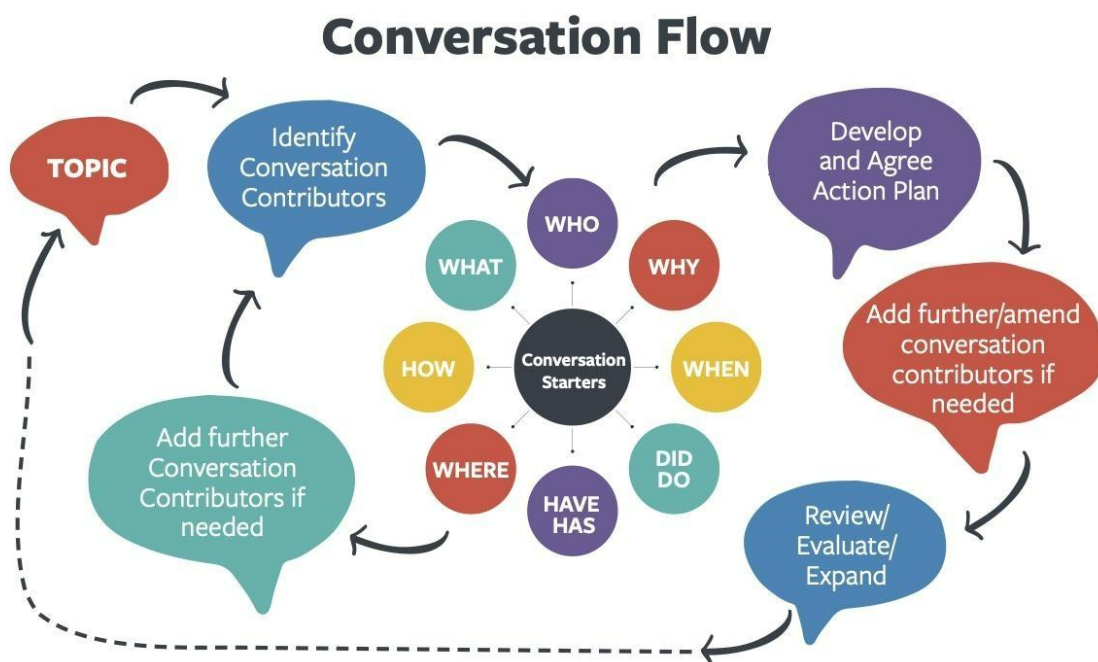 Conversation Flow
TOPIC
Identify
Conversation
Contributors
WHO
WHY
WHEN
DID
DO
HAVE
HAS
WHERE
HOW
WHAT
Conversation
Starters
Add further
Conversation
Contributors if
needed
Develop
and Agree
Action Plan
Add further/amend
conversation
contributors if
needed
Review/
Evaluate/
Expand